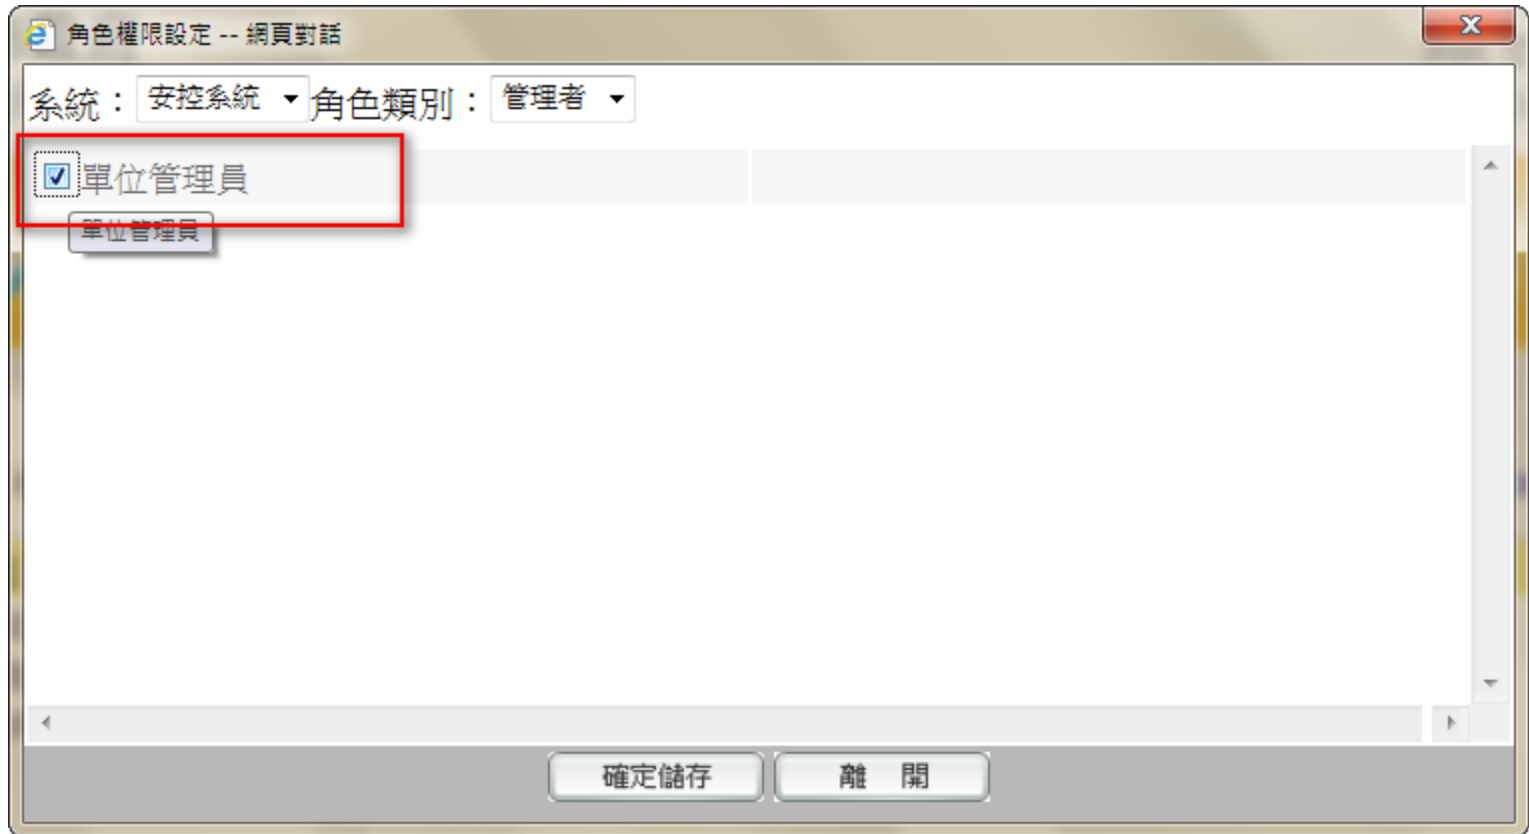 角色權限設定 -- 網頁對話
系統：安控系統 角色類別：管理者
單位管理員
單位管理員
確定儲存 離 開